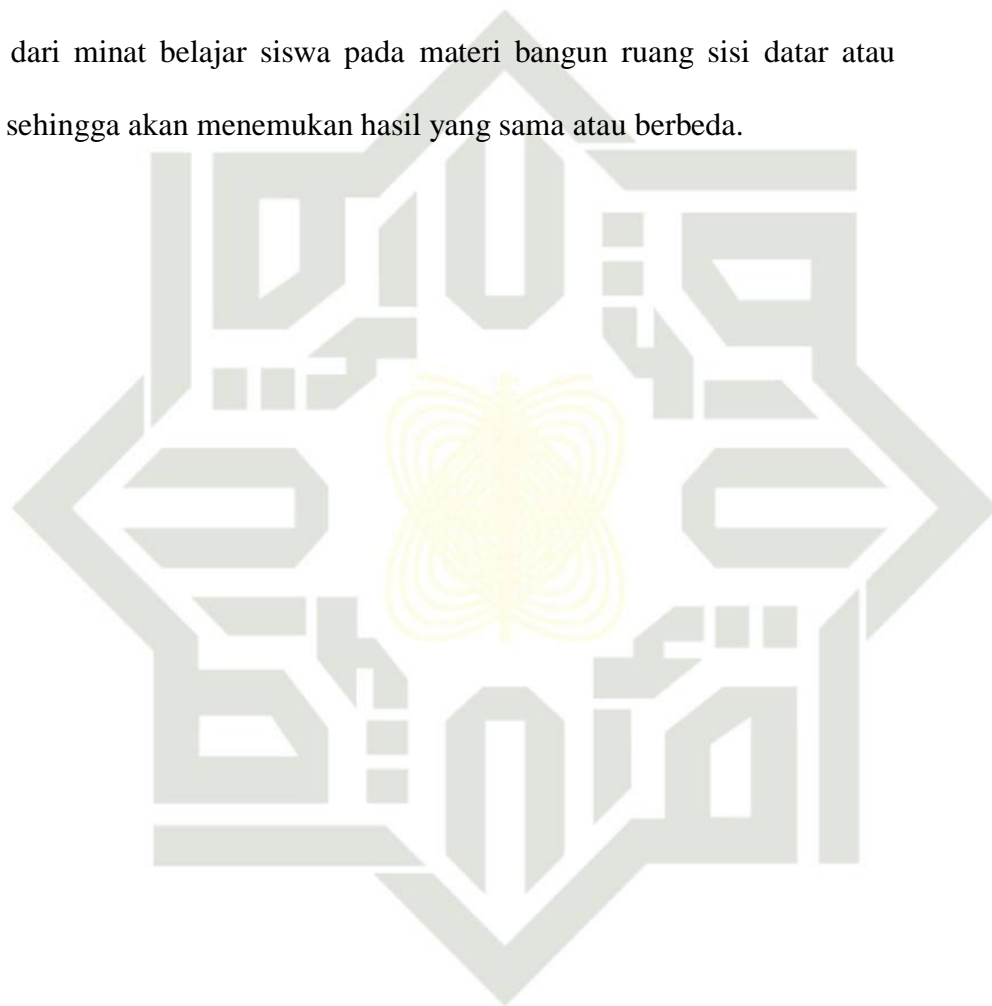 dari minat belajar siswa pada materi bangun ruang sisi datar atau
sehingga akan menemukan hasil yang sama atau berbeda.